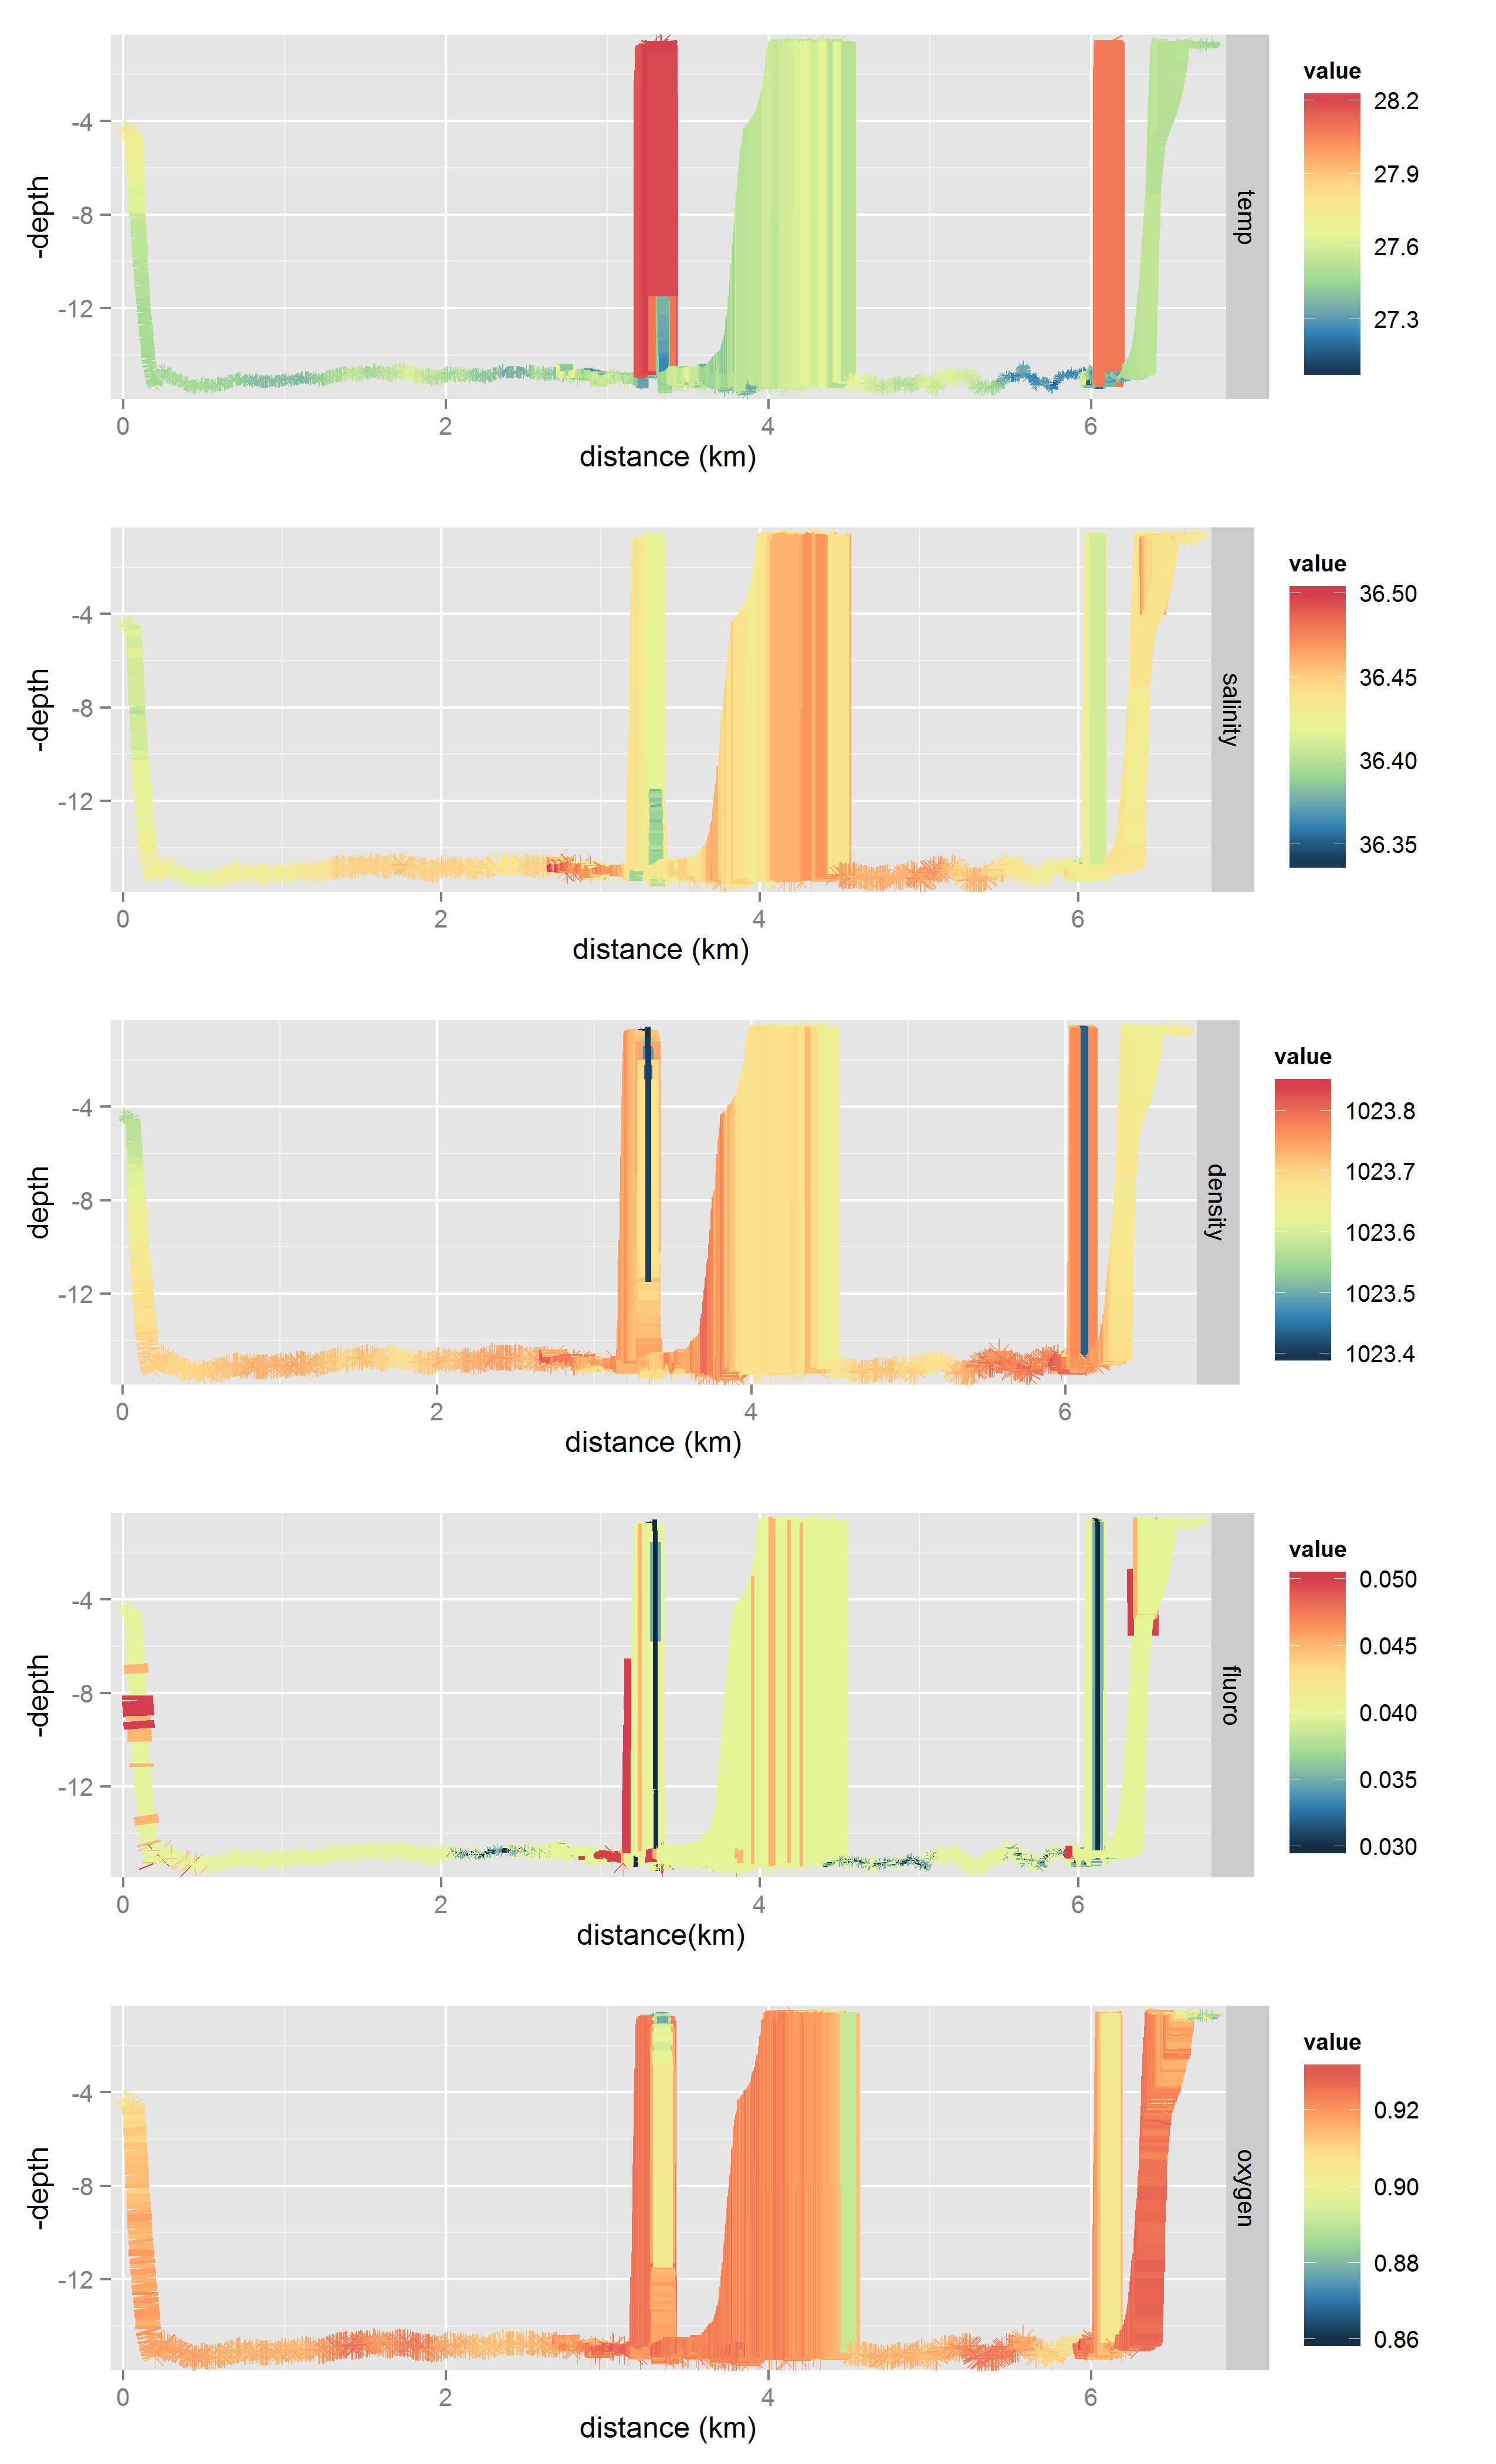 value
28.2
-4
27.9
-depth
-8
temp
27.6
-12
27.3
0 2 4 6
distance (km)
value
36.50
-4
36.45
-depth
-8
salinity
36.40
-12
36.35
0 2 4 6
distance (km)
value
1023.8
-4
1023.7
depth
-8
density
1023.6
-12
1023.5
1023.4
0 2 4 6
distance (km)
value
0.050
-4
0.045
-depth
-8
fluoro
0.040
-12
0.035
0.030
0 2 4 6
distance(km)
value
-4
0.92
-depth
-8
oxygen
0.90
-12
0.88
0.86
0 2 4 6
distance (km)